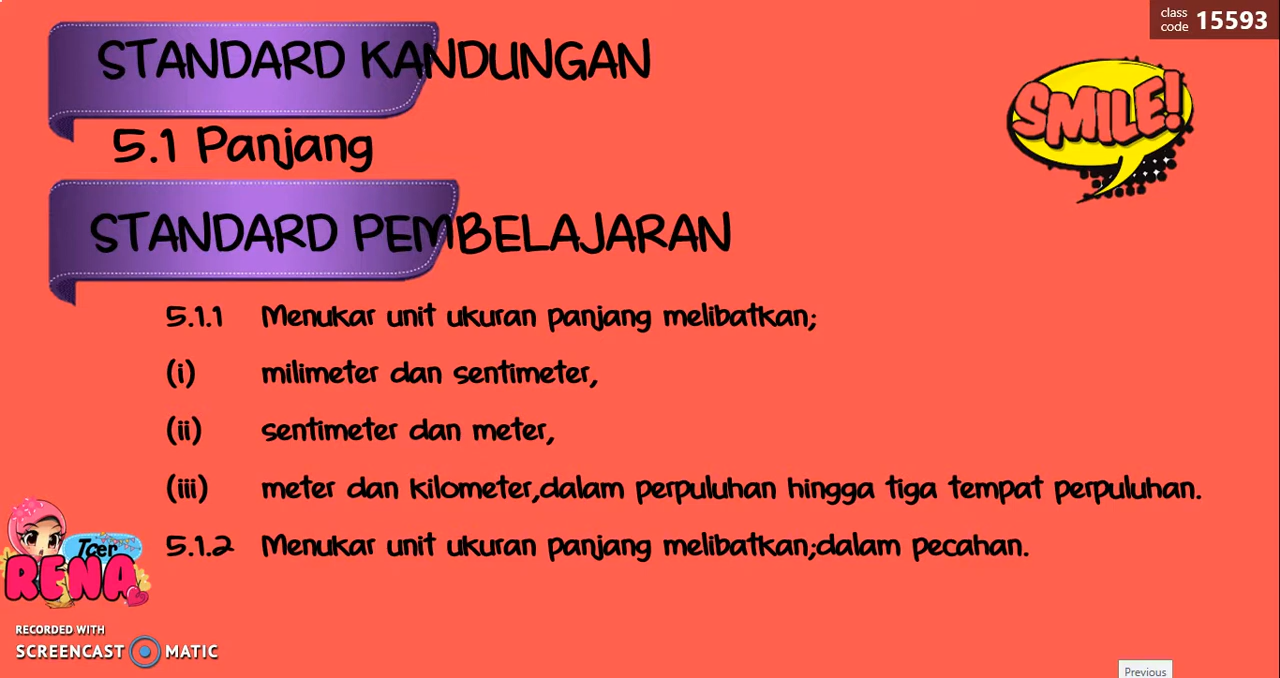 class
code 15593
STANDARD KANDUNGAN
SMILE!
5.1 Panjang
STANDARD PEMBELAJARAN
5.1.1 Menukar unit ukuran panjang melibatkan;
(i) milimeter dan sentimeter,
(ii) sentimeter dan meter,
(iii) meter dan kilometer,dalam perpuluhan hingga tiga tempat perpuluhan.
5.1.2 Menukar unit ukuran panjang melibatkan;dalam pecahan.
Tcer
RENA
RECORDED WITH
SCREENCAST MATIC
Previous